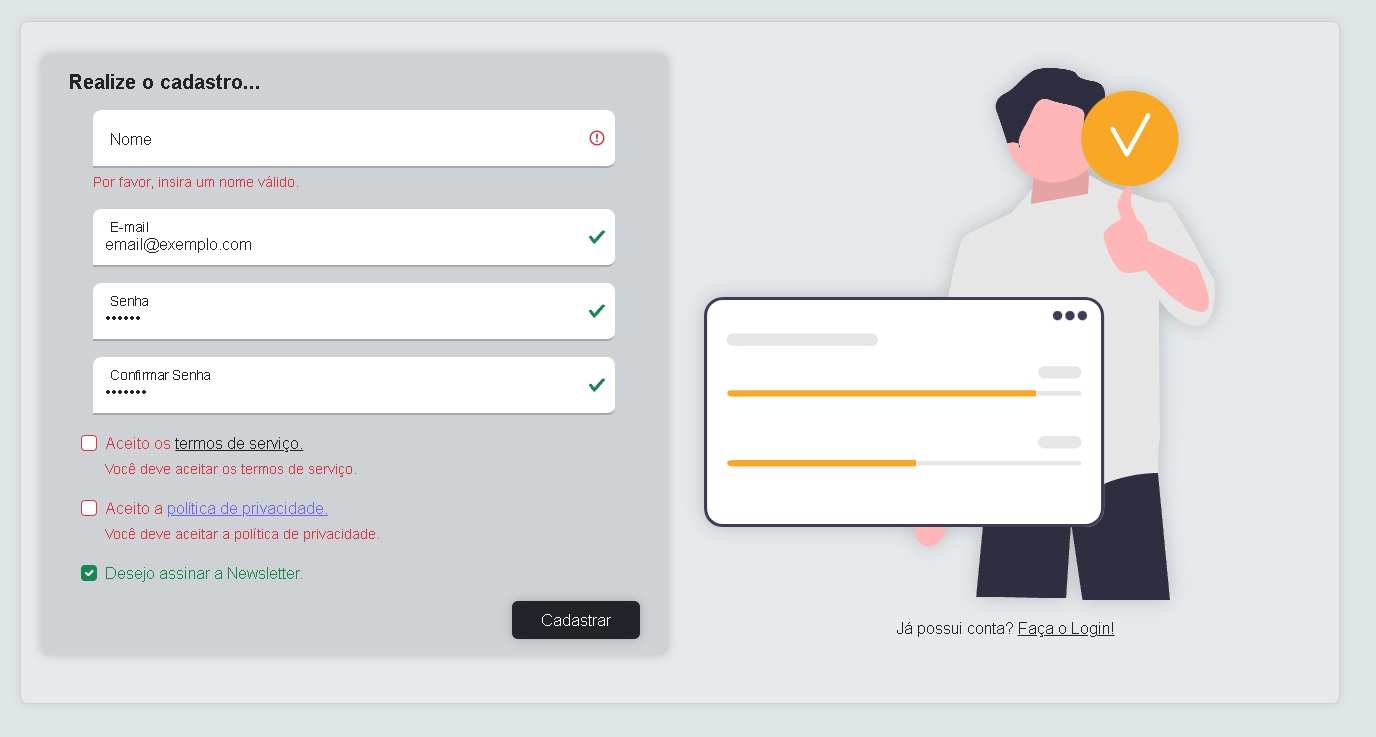 Realize o cadastro...
Nome
Por favor, insira um nome válido.
E-mail
email@exemplo.com
Senha
••••••
Confirmar Senha
•••••••
Aceito os termos de serviço.
Você deve aceitar os termos de serviço.
Aceito a política de privacidade.
Você deve aceitar a política de privacidade.
Desejo assinar a Newsletter.
Cadastrar
Já possui conta? Faça o Login!